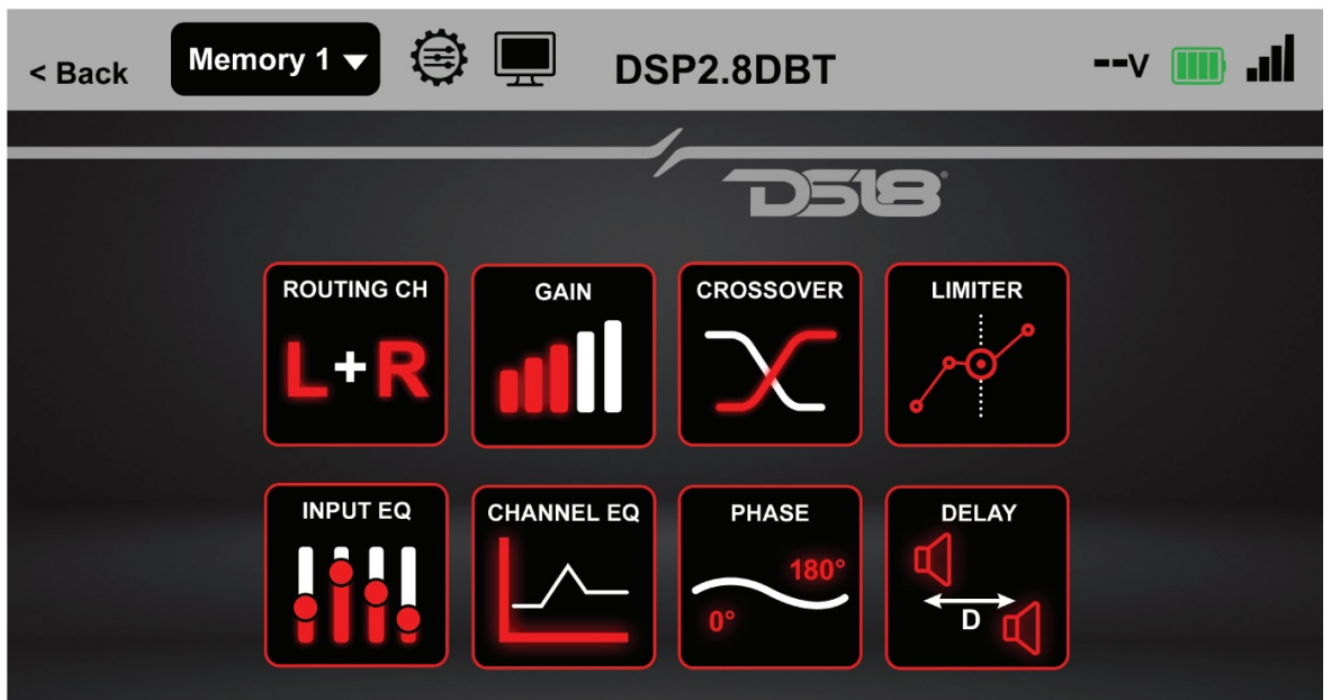 < Back
Memory 1
DSP2.8DBT
--V
DS18
ROUTING CH
GAIN
CROSSOVER
LIMITER
L+R
INPUT EQ
CHANNEL EQ
PHASE
DELAY
180°
0°
D